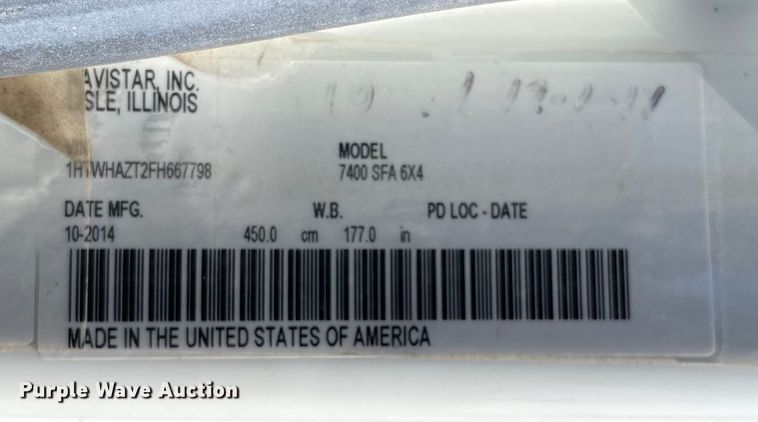 AVISTAR, INC.
SLE, ILLINOIS
1HTWHAZT2FH667798
MODEL
7400 SFA 6X4
DATE MFG. W.B. PD LOC - DATE
10-2014 450.0 cm 177.0 in
MADE IN THE UNITED STATES OF AMERICA
Purple Wave Auction